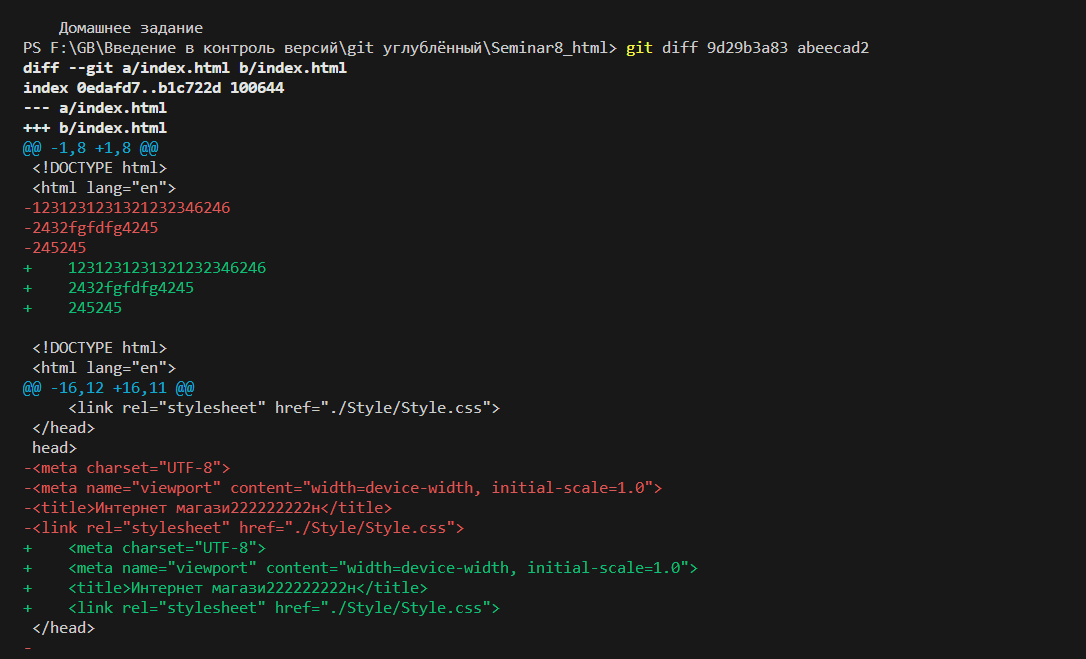 Домашнее задание
PS F:\GB\Введение в контроль версий\git углублённый\Seminar8_html> git diff 9d29b3a83 abeecad2
diff --git a/index.html b/index.html
index 0edafd7..b1c722d 100644
--- a/index.html
+++ b/index.html
@@ -1,8 +1,8 @@
 <!DOCTYPE html>
 <html lang="en">
-1231231231321232346246
-2432fgfdfg4245
-245245
+    1231231231321232346246
+    2432fgfdfg4245
+    245245
 <!DOCTYPE html>
 <html lang="en">
@@ -16,12 +16,11 @@
     <link rel="stylesheet" href="./Style/Style.css">
 </head>
 head>
-<meta charset="UTF-8">
-<meta name="viewport" content="width=device-width, initial-scale=1.0">
-<title>Интернет магази222222222н</title>
-<link rel="stylesheet" href="./Style/Style.css">
+    <meta charset="UTF-8">
+    <meta name="viewport" content="width=device-width, initial-scale=1.0">
+    <title>Интернет магази222222222н</title>
+    <link rel="stylesheet" href="./Style/Style.css">
 </head>
-